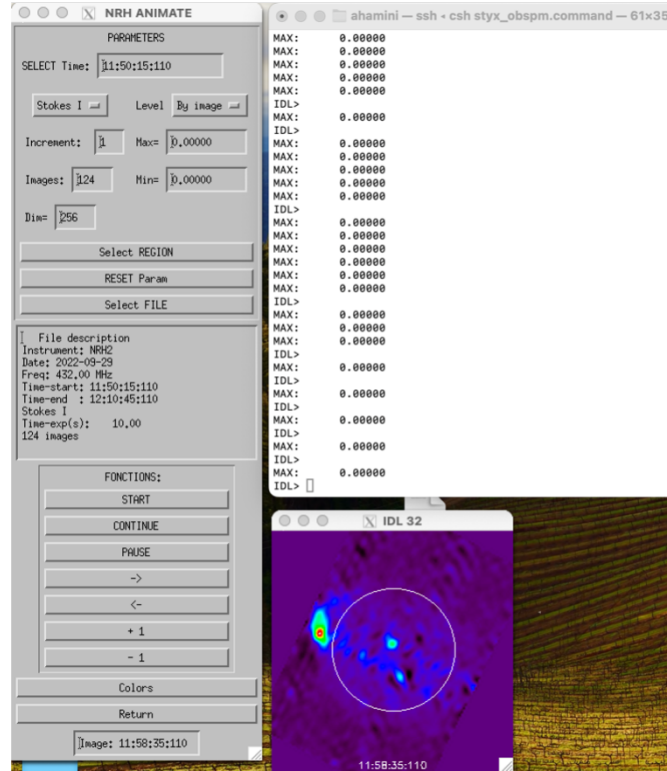 NRH ANIMATE
PARAMETERS
SELECT Time: 11:50:15:110
Stokes I Level By image
Increment: 1 Max= 0.00000
Images: 124 Min= 0.00000
Dim= 256
Select REGION
RESET Param
Select FILE
File description
Instrument: NRH2
Date: 2022-09-29
Freq: 432.00 MHz
Time-start: 11:50:15:110
Time-end : 12:10:45:110
Stokes I
Time-exp(s): 10.00
124 images
FONCTIONS:
START
CONTINUE
PAUSE
->
<-
+ 1
- 1
Colors
Return
Image: 11:58:35:110
ahamini — ssh ‹ csh styx_obspm.command — 61×35
MAX: 0.00000
MAX: 0.00000
MAX: 0.00000
MAX: 0.00000
MAX: 0.00000
IDL>
MAX: 0.00000
IDL>
MAX: 0.00000
MAX: 0.00000
MAX: 0.00000
MAX: 0.00000
MAX: 0.00000
IDL>
MAX: 0.00000
MAX: 0.00000
MAX: 0.00000
MAX: 0.00000
MAX: 0.00000
MAX: 0.00000
IDL>
MAX: 0.00000
MAX: 0.00000
MAX: 0.00000
IDL>
MAX: 0.00000
IDL>
MAX: 0.00000
IDL>
MAX: 0.00000
IDL>
MAX: 0.00000
IDL>
MAX: 0.00000
IDL>
IDL 32
11:58:35:110